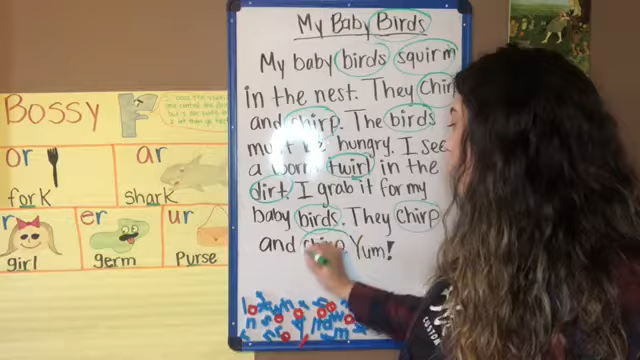 My Baby Birds
My baby birds squirm
in the nest. They Chir
and chirp. The birds
hungry. I see
a worm twirl in the
dirt. I grab it for my
baby birds. They chirp
and chirp. Yum!
BOSSY
or
ar
fork
shark
er
ur
girl
germ
Purse